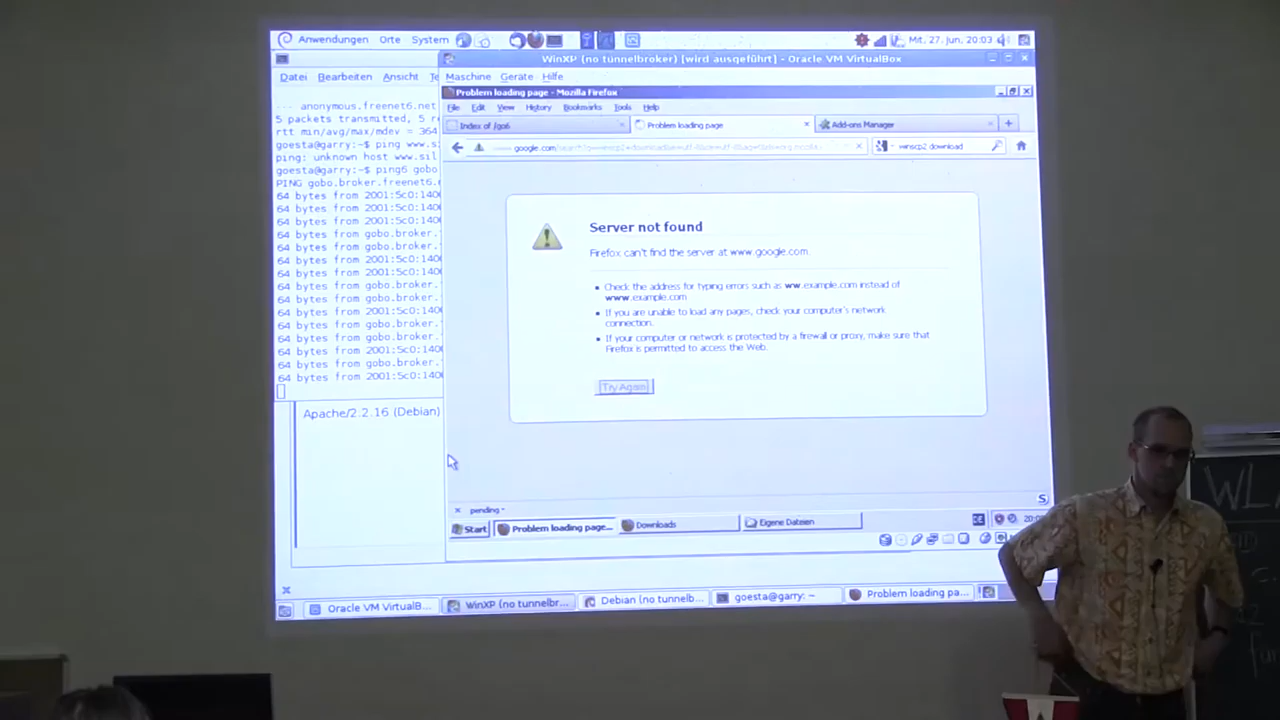 Anwendungen Orte System
Mit, 27. Jun, 20:03
WinXP (no tunnelbroker) [wird ausgeführt] - Oracle VM VirtualBox
Datei Bearbeiten Ansicht
Maschine Geräte Hilfe
Problem loading page - Mozilla Firefox
File Edit View History Bookmarks Tools Help
Index of /go6
Problem loading page
Add-ons Manager
winscp2 download
--- anonymous.freenet6.net
5 packets transmitted, 5 re
rtt min/avg/max/mdev = 364
goesta@garry:~$ ping www.s
ping: unknown host www.sil
goesta@garry:~$ ping6 gobo
PING gobo.broker.freenet6.
64 bytes from 2001:5c0:140
64 bytes from 2001:5c0:140
64 bytes from 2001:5c0:140
64 bytes from gobo.broker.
64 bytes from gobo.broker.
64 bytes from 2001:5c0:140
64 bytes from 2001:5c0:140
64 bytes from gobo.broker.
64 bytes from gobo.broker.
64 bytes from 2001:5c0:140
64 bytes from gobo.broker.
64 bytes from gobo.broker.
64 bytes from 2001:5c0:140
64 bytes from gobo.broker.
64 bytes from 2001:5c0:140
Apache/2.2.16 (Debian)
Server not found
Firefox can't find the server at www.google.com
Check the address for typing errors such as ww.example.com instead of
www.example.com
If you are unable to load any pages, check your computer's network
connection.
If your computer or network is protected by a firewall or proxy, make sure that
Firefox is permitted to access the Web.
Try Again
pending
S
Start
Problem loading page...
Downloads
Eigene Dateien
Oracle VM VirtualB...
WinXP (no tunnelbr...
Debian (no tunnelb...
goesta@garry: ~
Problem loading pa...
WL